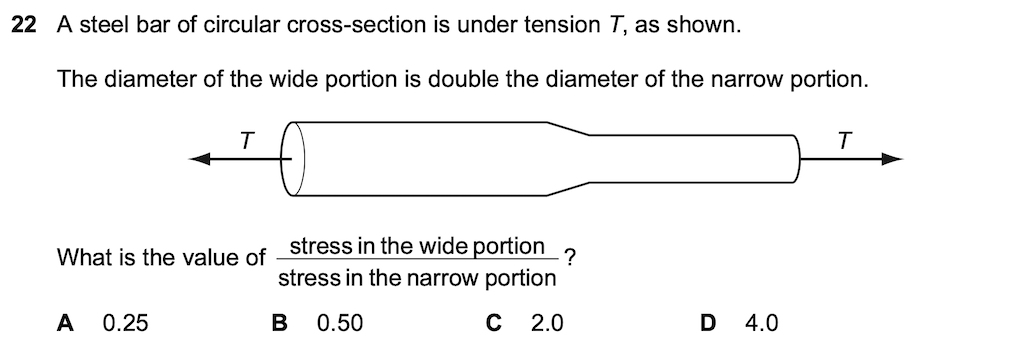 22 A steel bar of circular cross-section is under tension T, as shown.
The diameter of the wide portion is double the diameter of the narrow portion.
T T
What is the value of stress in the wide portion / stress in the narrow portion ?
A 0.25 B 0.50 C 2.0 D 4.0